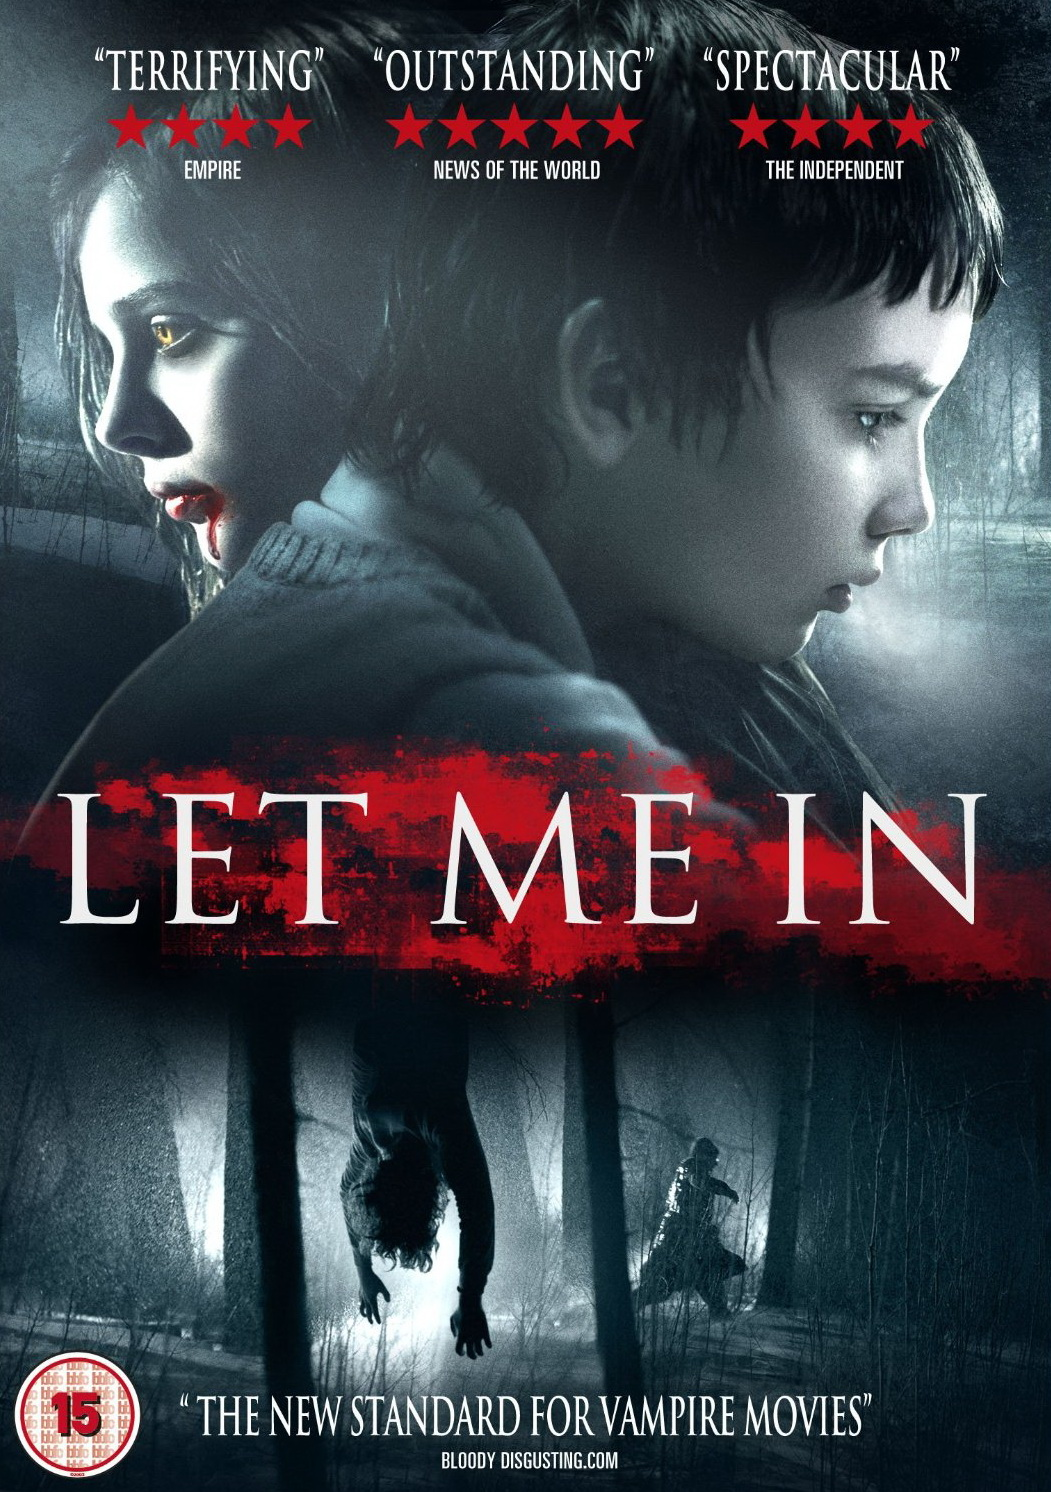 “TERRIFYING” “OUTSTANDING” “SPECTACULAR”
EMPIRE NEWS OF THE WORLD THE INDEPENDENT
LET ME IN
15
“ THE NEW STANDARD FOR VAMPIRE MOVIES”
BLOODY DISGUSTING.COM